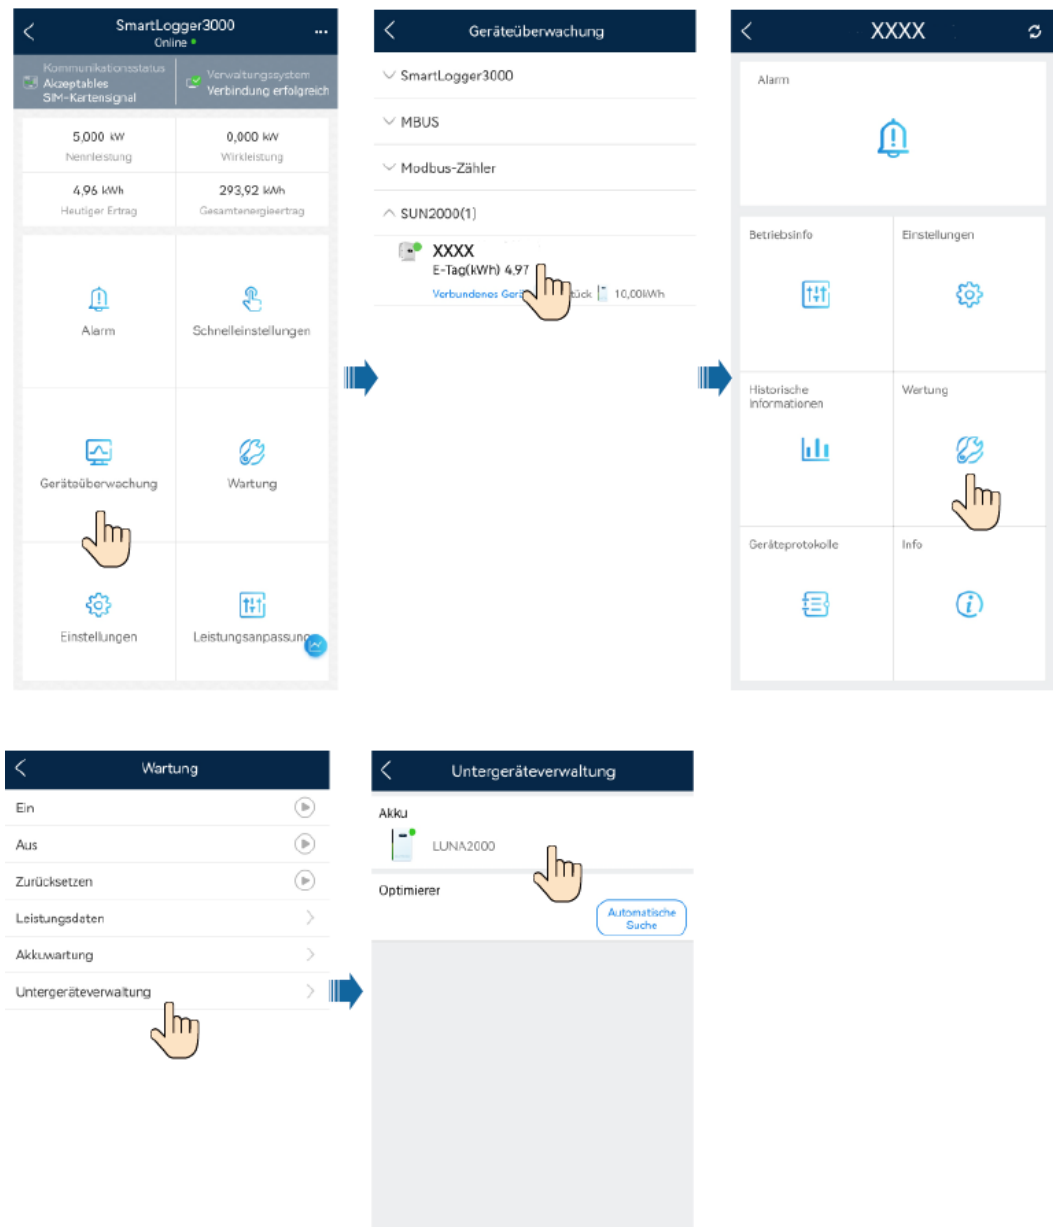 SmartLogger3000
Online
Kommunikationsstatus
Akzeptables
SIM-Kartensignal
Verwaltungssystem
Verbindung erfolgreich
5,000 kW
Nennleistung
0,000 kW
Wirkleistung
4,96 kWh
Heutiger Ertrag
293,92 kWh
Gesamtenergieertrag
Alarm
Schnelleinstellungen
Geräteüberwachung
Wartung
Einstellungen
Leistungsanpassung
Geräteüberwachung
SmartLogger3000
MBUS
Modbus-Zähler
SUN2000(1)
XXXX
E-Tag(kWh) 4,97
Verbundenes 10,00kWh
XXXX
Alarm
Betriebsinfo
Einstellungen
Historische
Informationen
Wartung
Geräteprotokolle
Info
Wartung
Ein
Aus
Zurücksetzen
Leistungsdaten
Akkuwartung
Untergeräteverwaltung
Untergeräteverwaltung
Akku
LUNA2000
Optimierer
Automatische
Suche